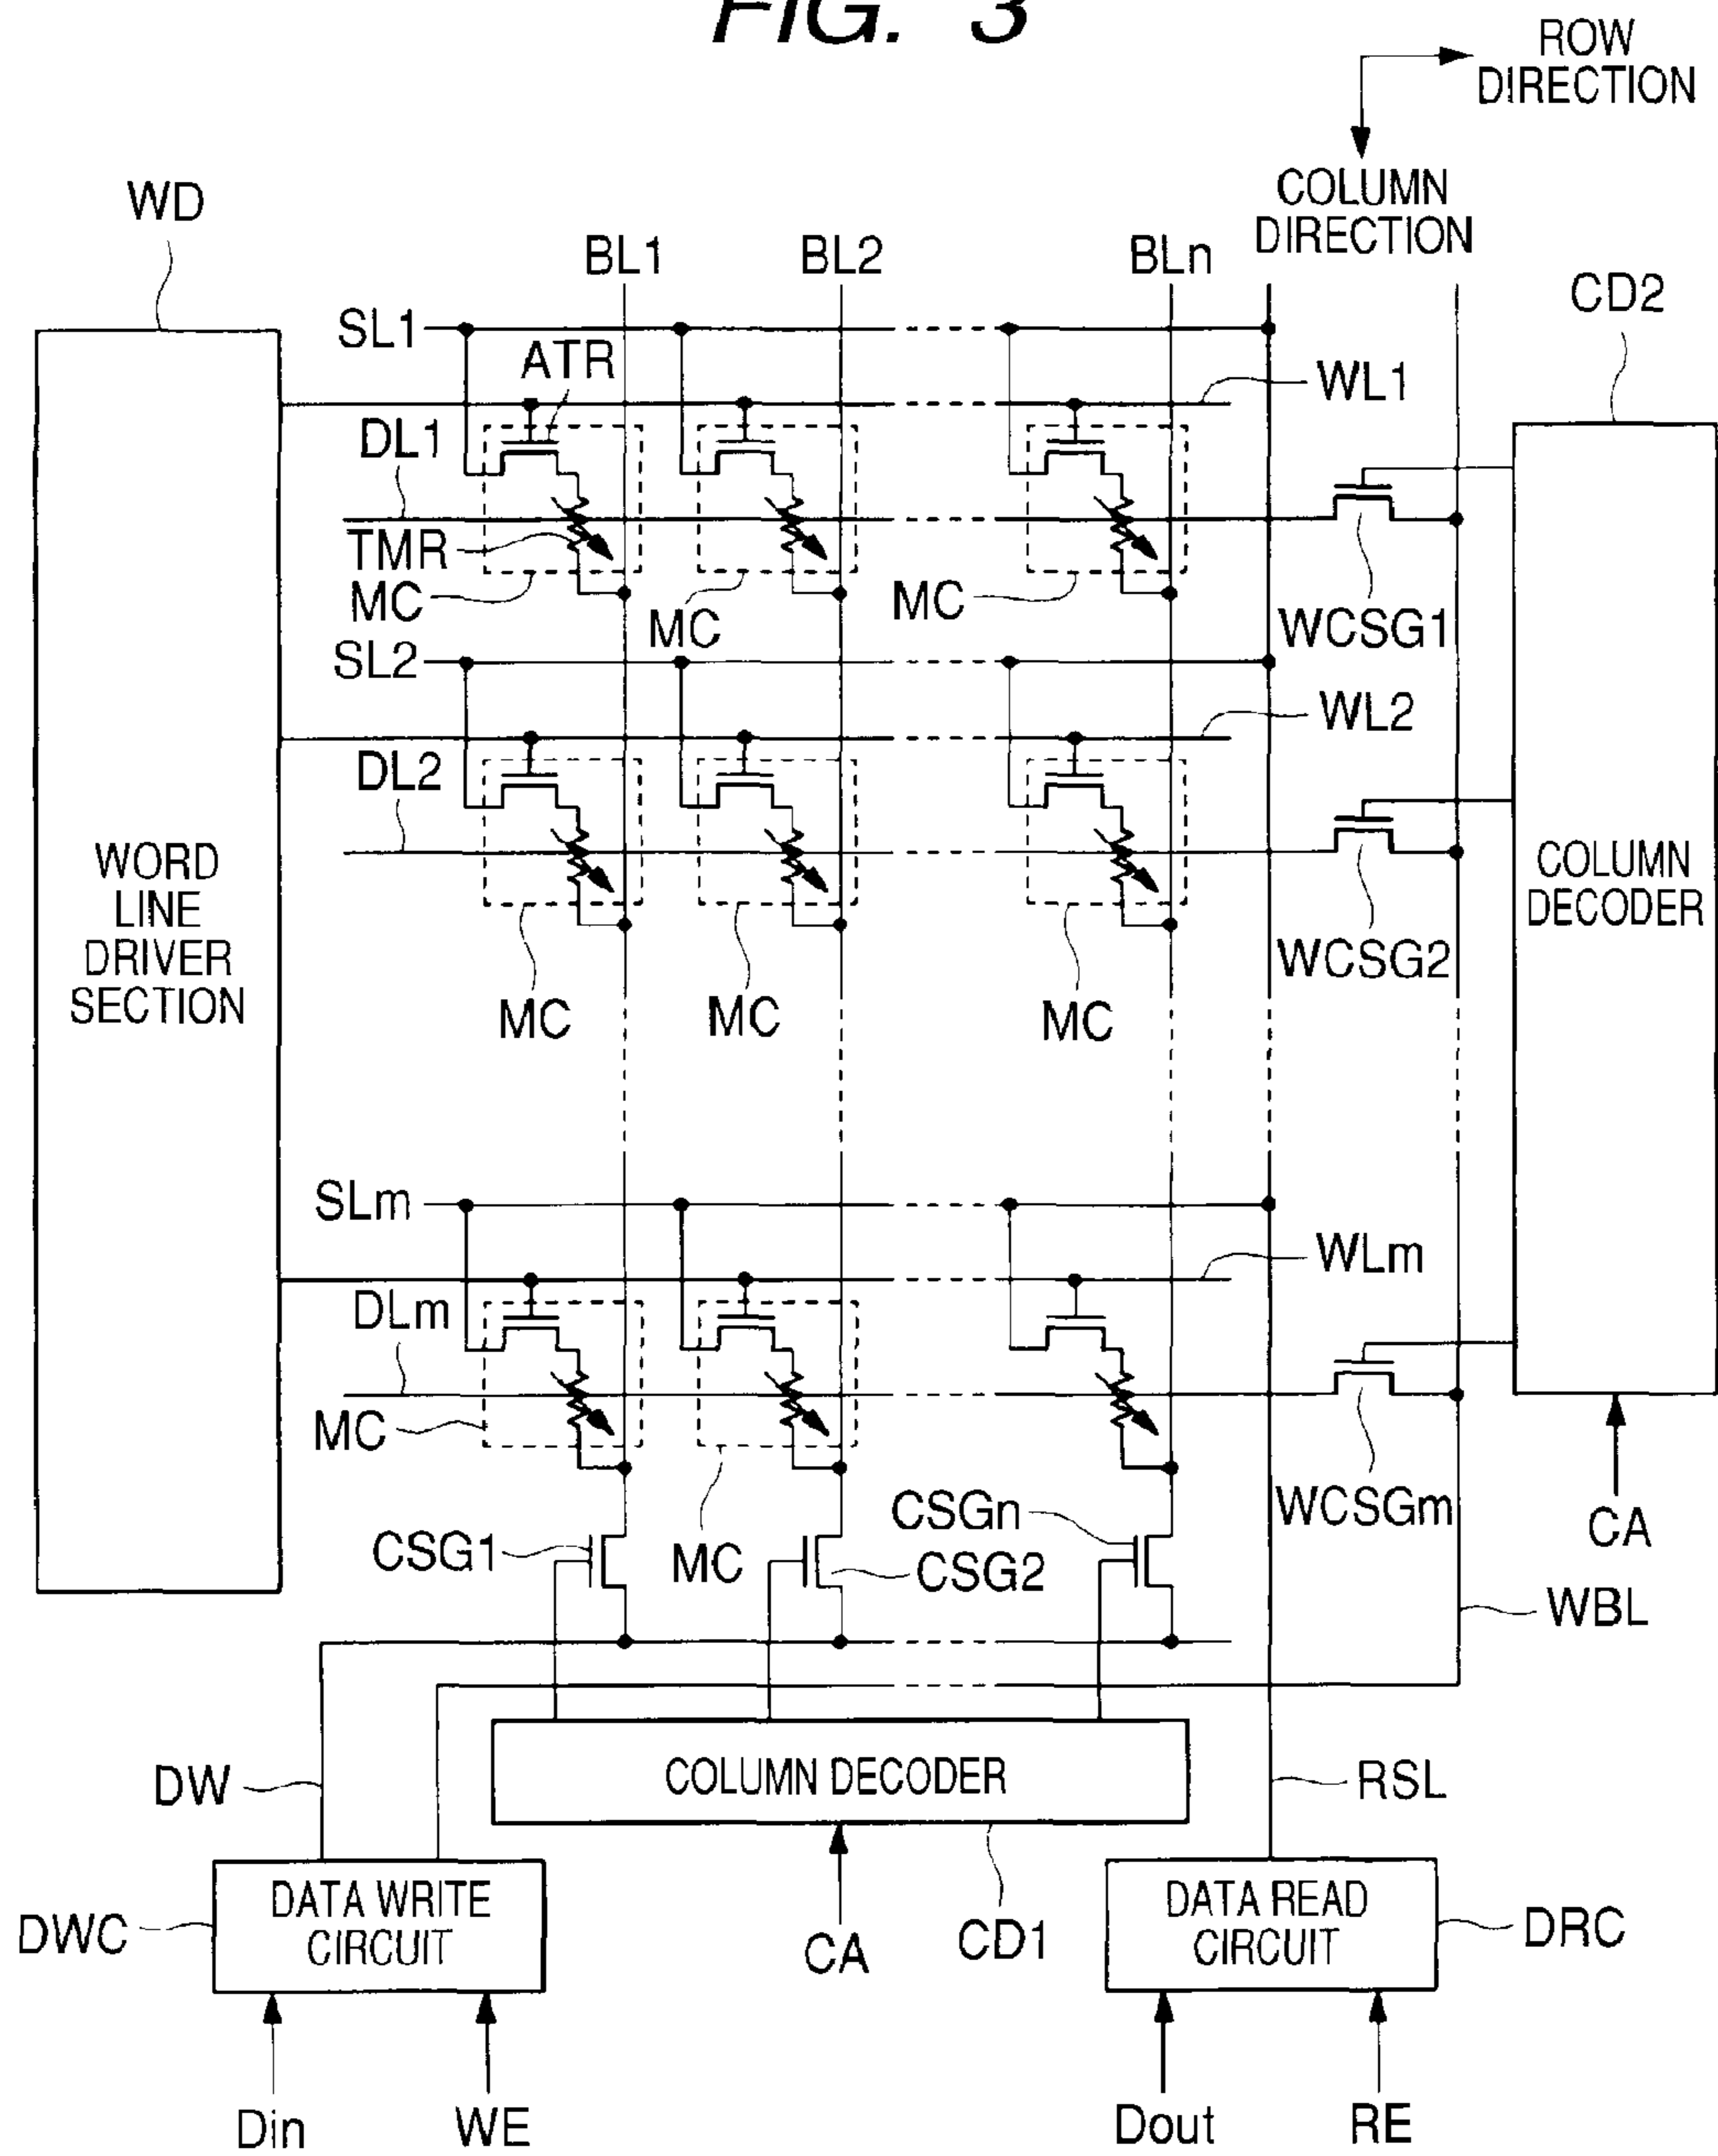 FIG. 3
ROW
DIRECTION
COLUMN
DIRECTION
WD
BL1
BL2
BLn
CD2
SL1
ATR
WL1
DL1
TMR
MC
MC
MC
WCSG1
SL2
WL2
DL2
WORD
LINE
DRIVER
SECTION
COLUMN
DECODER
WCSG2
MC
MC
MC
SLm
WLm
DLm
MC
WCSGm
CA
CSGn
CSG1
MC
CSG2
WBL
DW
COLUMN DECODER
RSL
DATA WRITE
CIRCUIT
DATA READ
CIRCUIT
DWC
CA
CD1
DRC
Din
WE
Dout
RE